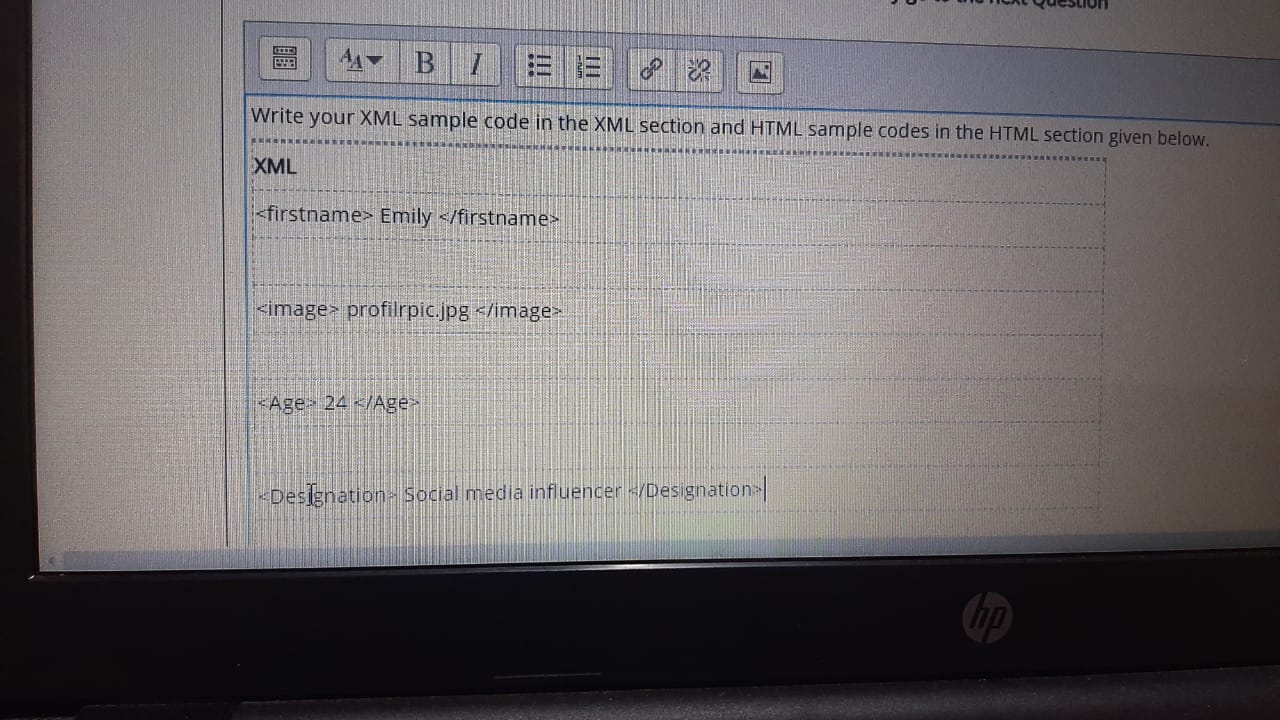 next Question
B I
Write your XML sample code in the XML section and HTML sample codes in the HTML section given below.
XML
<firstname> Emily </firstname>
<image> profilrpic.jpg </image>
<Age> 24 </Age>
<Designation> Social media influencer </Designation>
hp